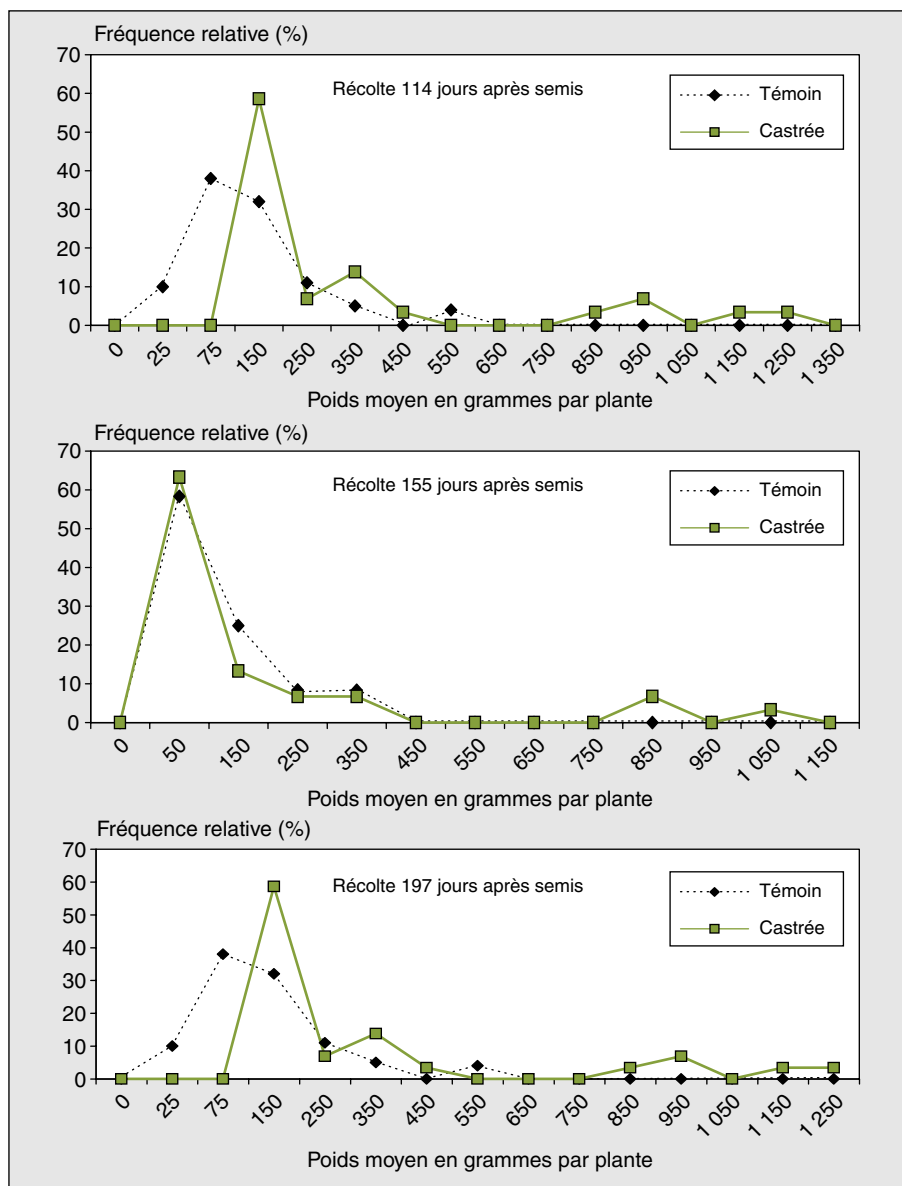 Fréquence relative (%)
70
60
50
40
30
20
10
0
Récolte 114 jours après semis
Témoin
Castrée
0 25 75 150 250 350 450 550 650 750 850 950 1 050 1 150 1 250 1 350
Poids moyen en grammes par plante
Fréquence relative (%)
70
60
50
40
30
20
10
0
Récolte 155 jours après semis
Témoin
Castrée
0 50 150 250 350 450 550 650 750 850 950 1 050 1 150
Poids moyen en grammes par plante
Fréquence relative (%)
70
60
50
40
30
20
10
0
Récolte 197 jours après semis
Témoin
Castrée
0 25 75 150 250 350 450 550 650 750 850 950 1 050 1 150 1 250
Poids moyen en grammes par plante